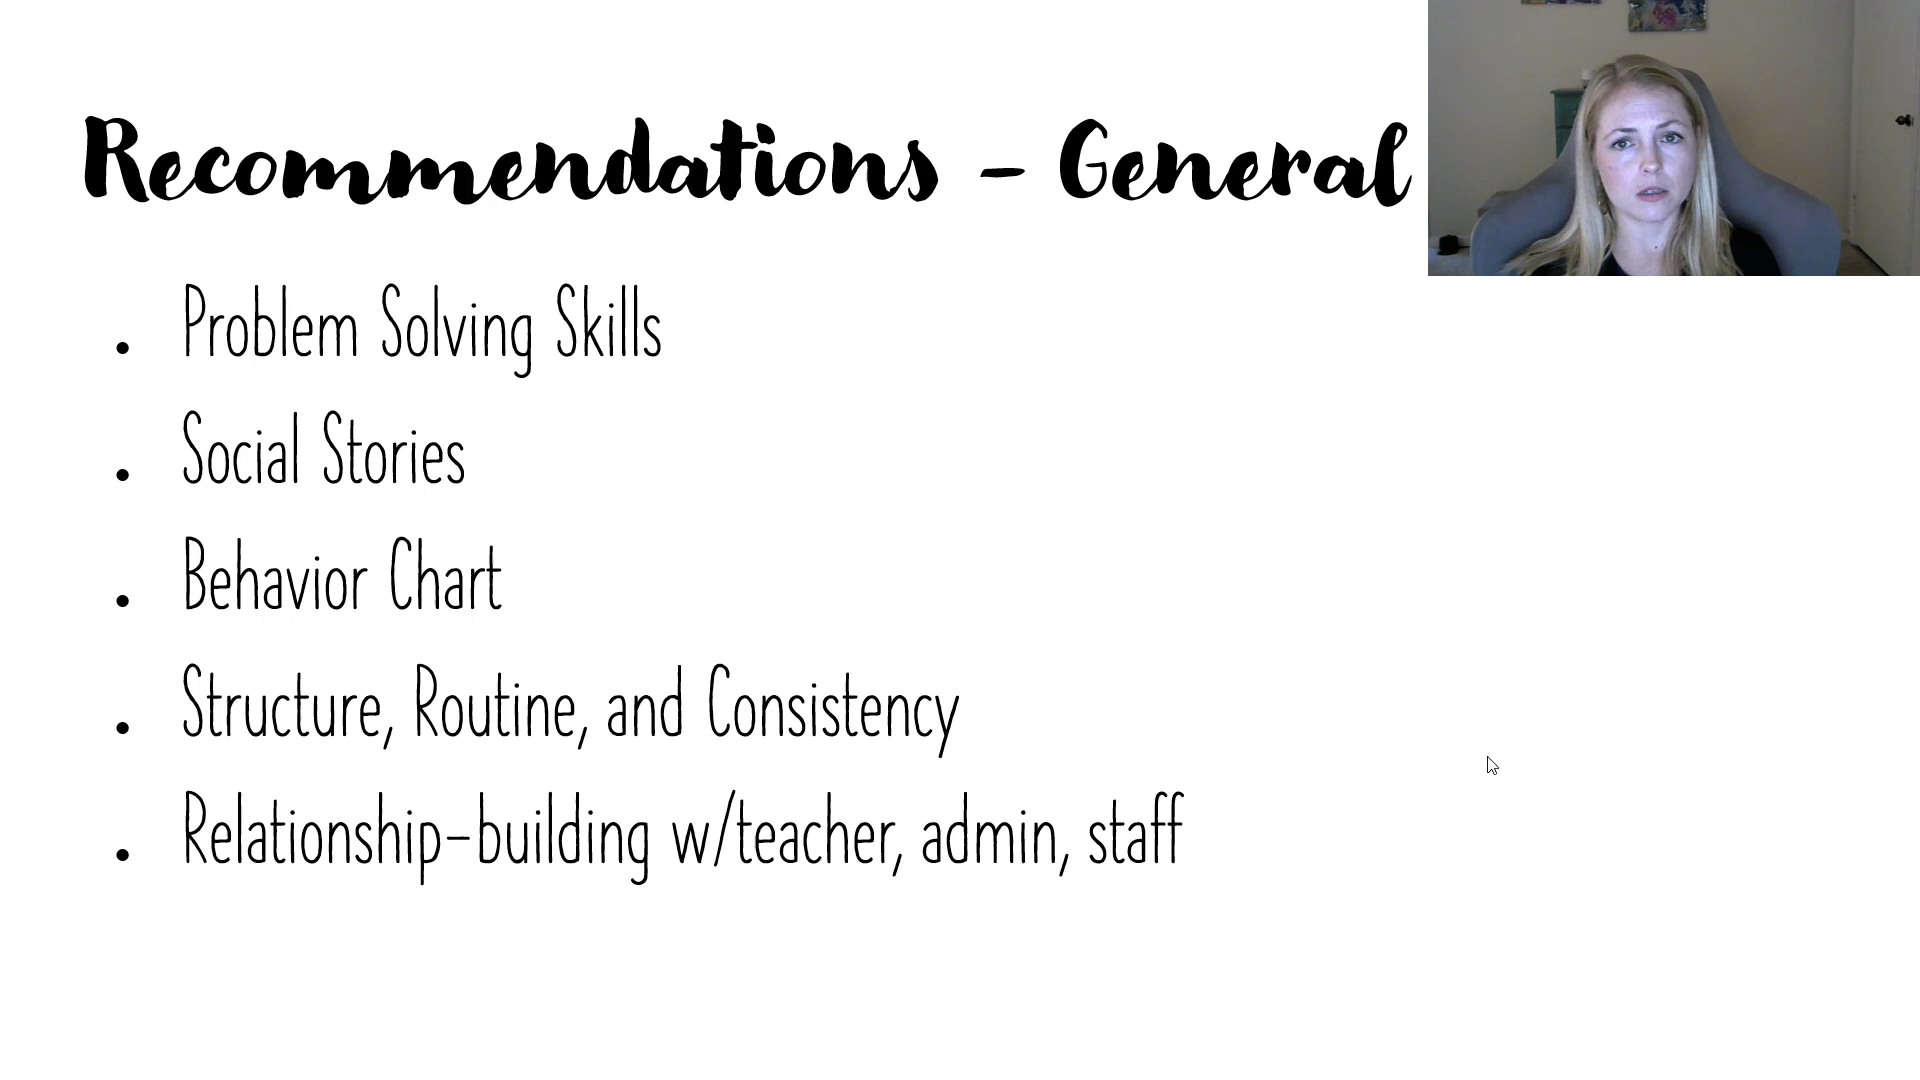 Recommendations - General
• Problem Solving Skills
• Social Stories
• Behavior Chart
• Structure, Routine, and Consistency
• Relationship-building w/teacher, admin, staff